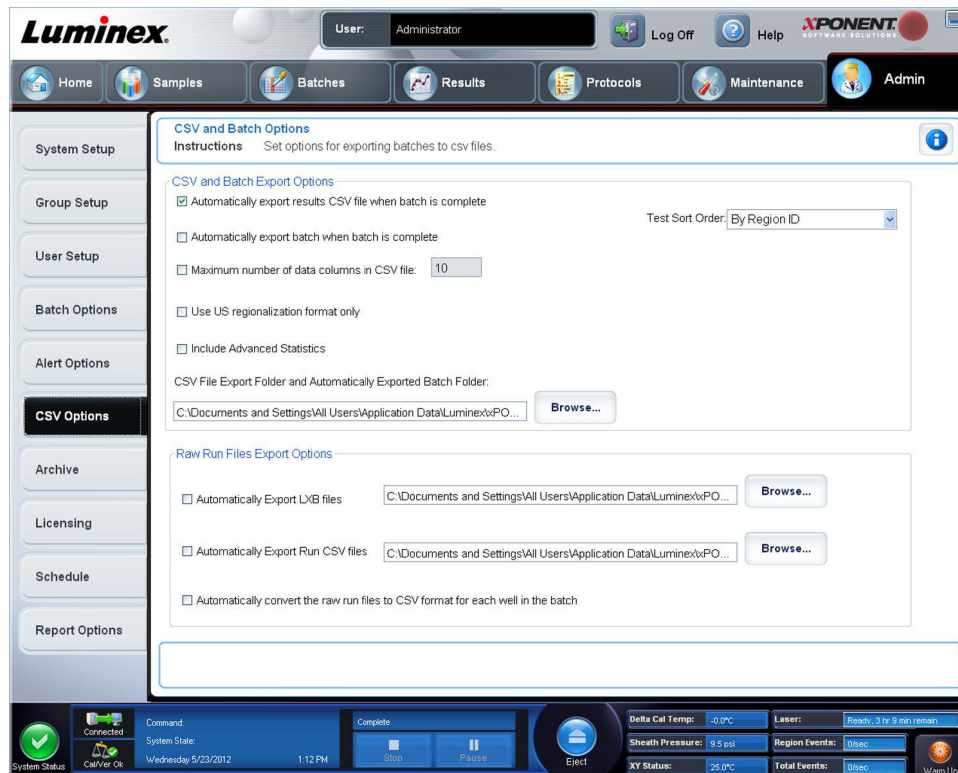 Luminex.
User: Administrator
Log Off
Help
XPONENT.
SOFTWARE SOLUTIONS
Home
Samples
Batches
Results
Protocols
Maintenance
Admin
System Setup
Group Setup
User Setup
Batch Options
Alert Options
CSV Options
Archive
Licensing
Schedule
Report Options
CSV and Batch Options
Instructions Set options for exporting batches to csv files.
CSV and Batch Export Options
Automatically export results CSV file when batch is complete
Test Sort Order: By Region ID
Automatically export batch when batch is complete
Maximum number of data columns in CSV file: 10
Use US regionalization format only
Include Advanced Statistics
CSV File Export Folder and Automatically Exported Batch Folder:
C:\Documents and Settings\All Users\Application Data\Luminex\xPO... Browse...
Raw Run Files Export Options
Automatically Export LXB files C:\Documents and Settings\All Users\Application Data\Luminex\xPO... Browse...
Automatically Export Run CSV files C:\Documents and Settings\All Users\Application Data\Luminex\xPO... Browse...
Automatically convert the raw run files to CSV format for each well in the batch
System Status
Connected
Cal/Ver Ok
Command:
System State:
Wednesday 5/23/2012 1:12 PM
Complete
Stop
Pause
Eject
Delta Cal Temp: -0.0°C
Laser: Ready, 3 hr 9 min remain
Sheath Pressure: 9.5 psi
Region Events: 0/sec
XY Status: 25.0°C
Total Events: 0/sec
Warm Up